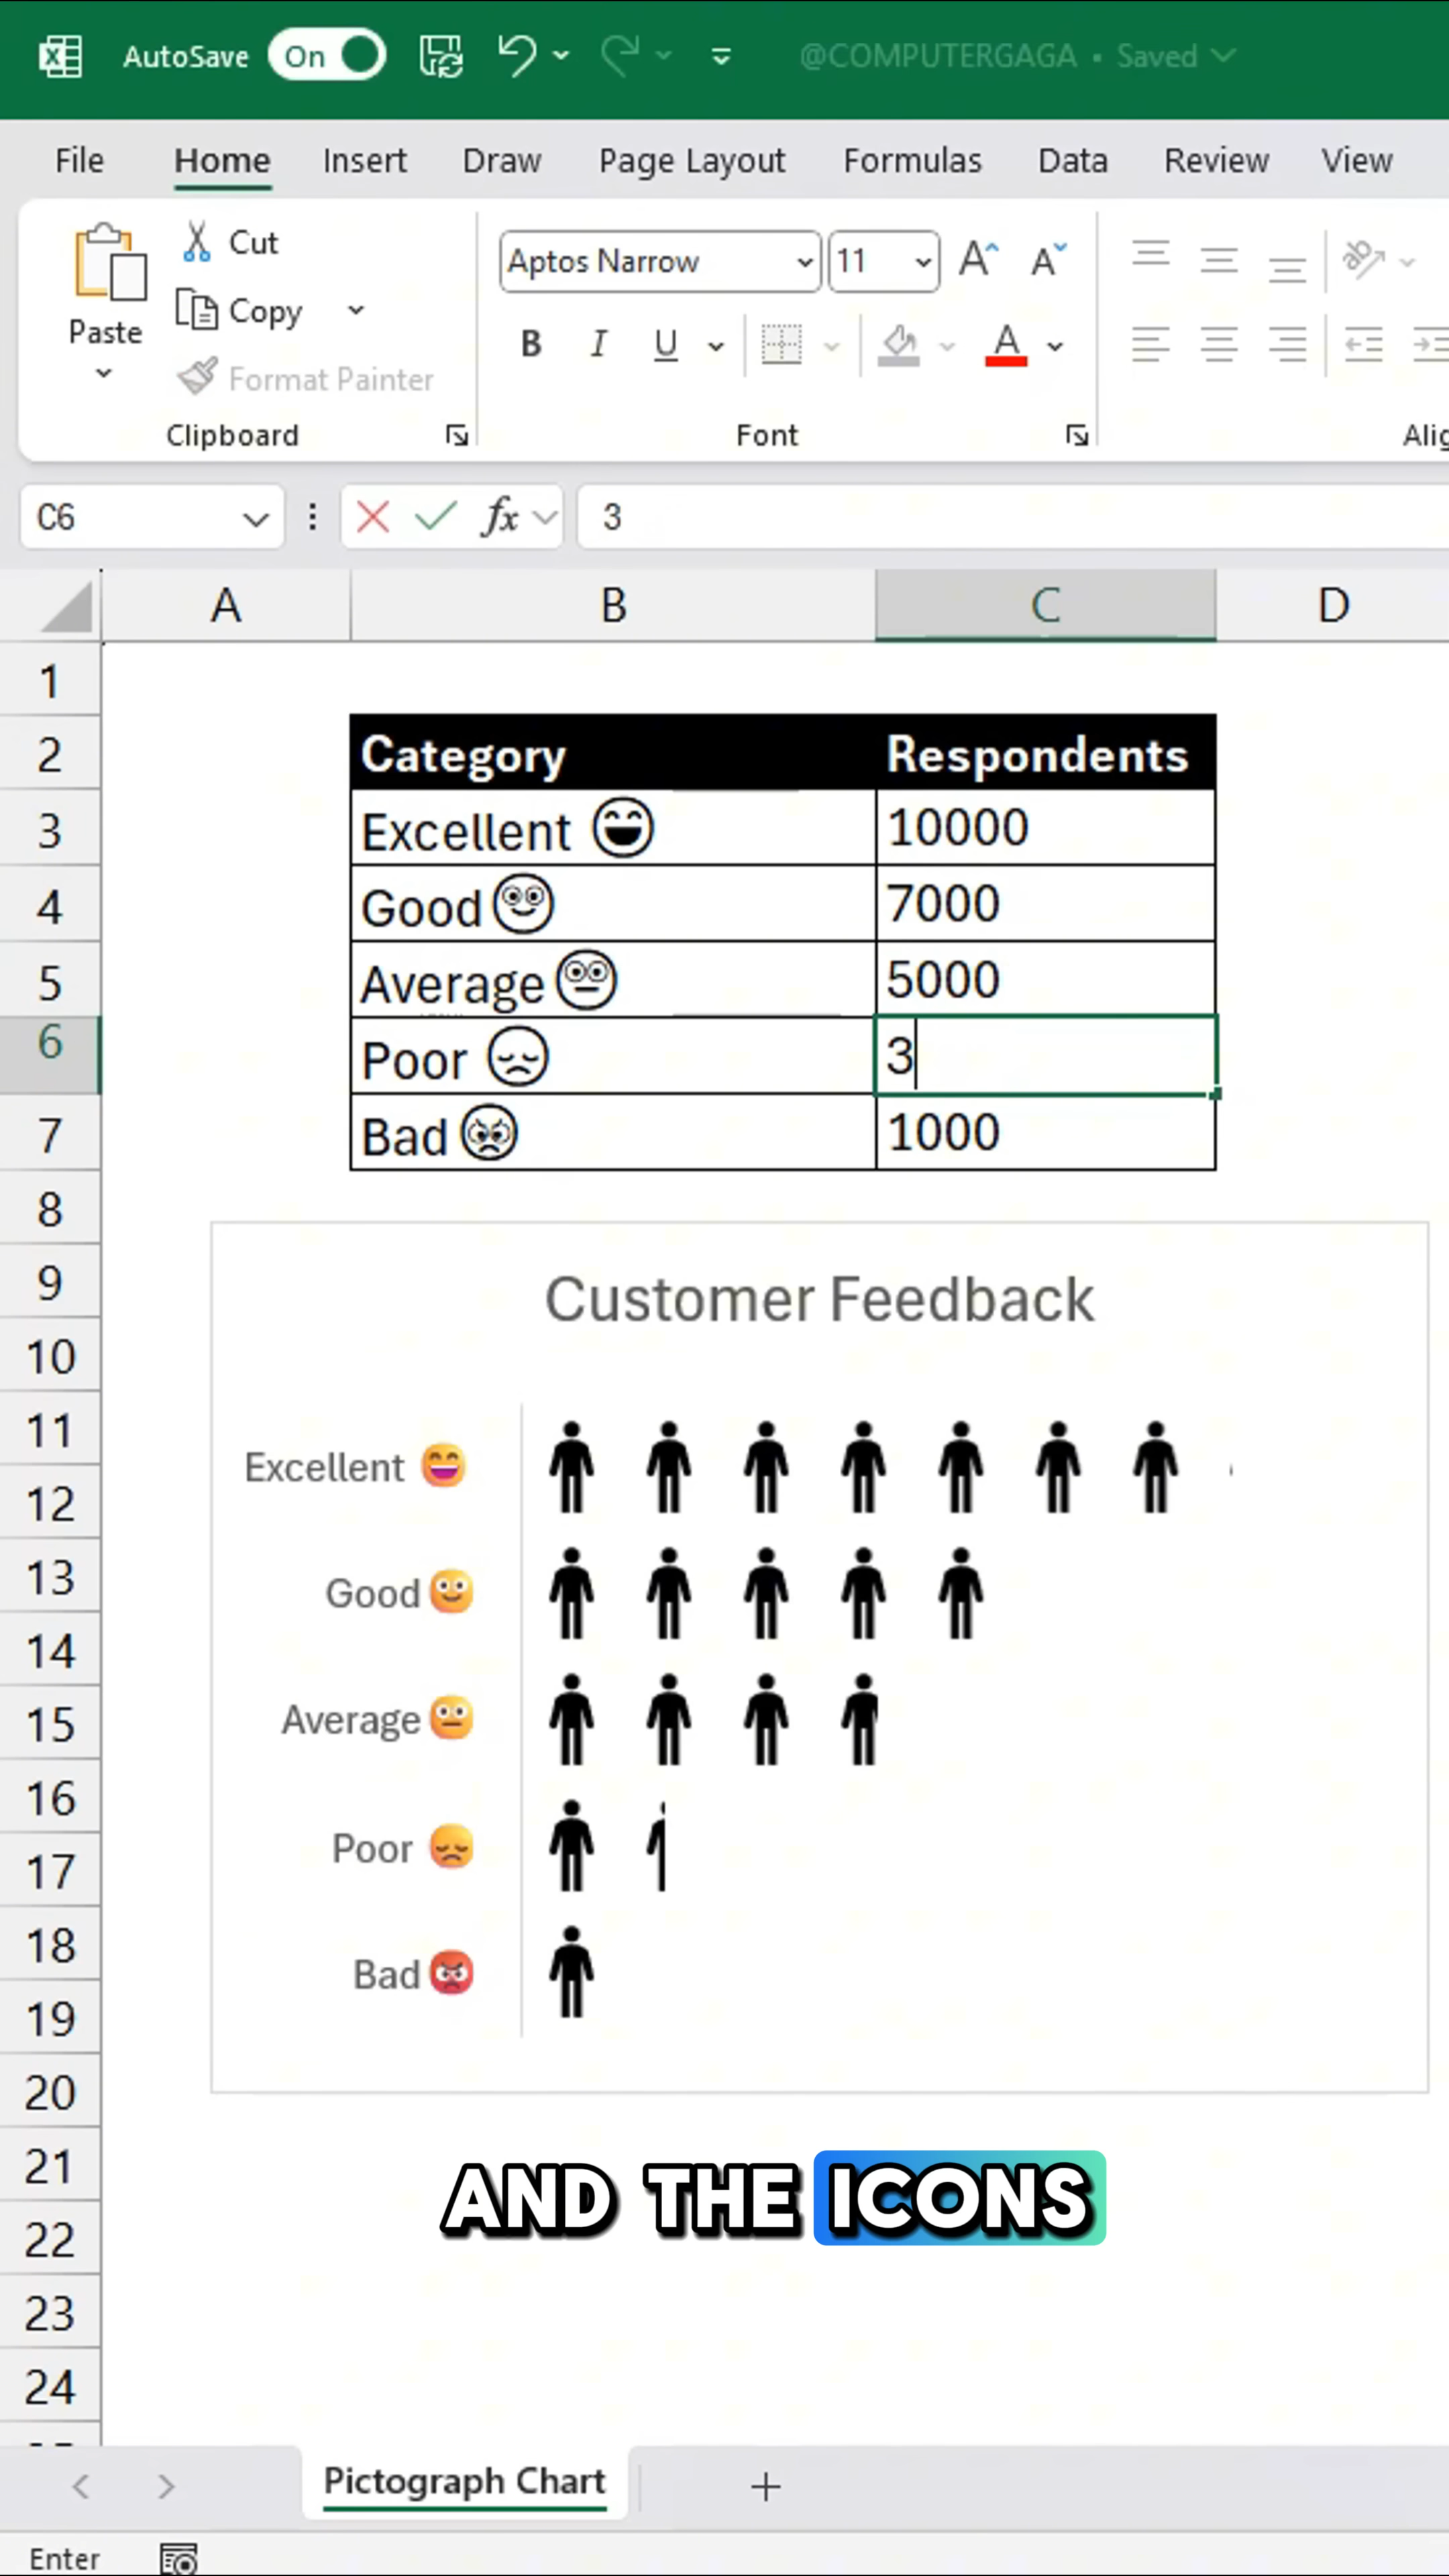 AutoSave On @COMPUTERGAGA • Saved
File Home Insert Draw Page Layout Formulas Data Review View
Cut
Copy
Paste
Format Painter
Clipboard
Aptos Narrow 11
B I U A
Font
Alig
C6 fx 3
A B C D
1
2 Category Respondents
3 Excellent 😄 10000
4 Good 🙂 7000
5 Average 😐 5000
6 Poor 😞 3
7 Bad 😡 1000
8
9 Customer Feedback
10
11
Excellent 😄
12
13
Good 🙂
14
15 Average 😐
16
Poor 😞
17
18
Bad 😡
19
20
21
AND THE ICONS
22
23
24
Pictograph Chart
Enter